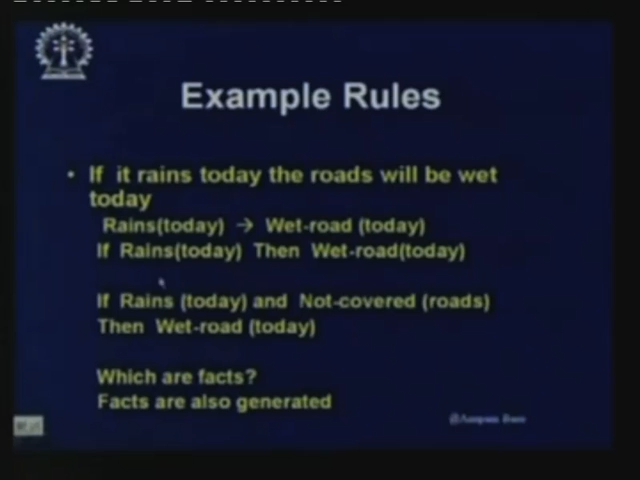 Example Rules
• If it rains today the roads will be wet
today
Rains(today) → Wet-road (today)
If Rains(today) Then Wet-road(today)
If Rains (today) and Not-covered (roads)
Then Wet-road (today)
Which are facts?
Facts are also generated